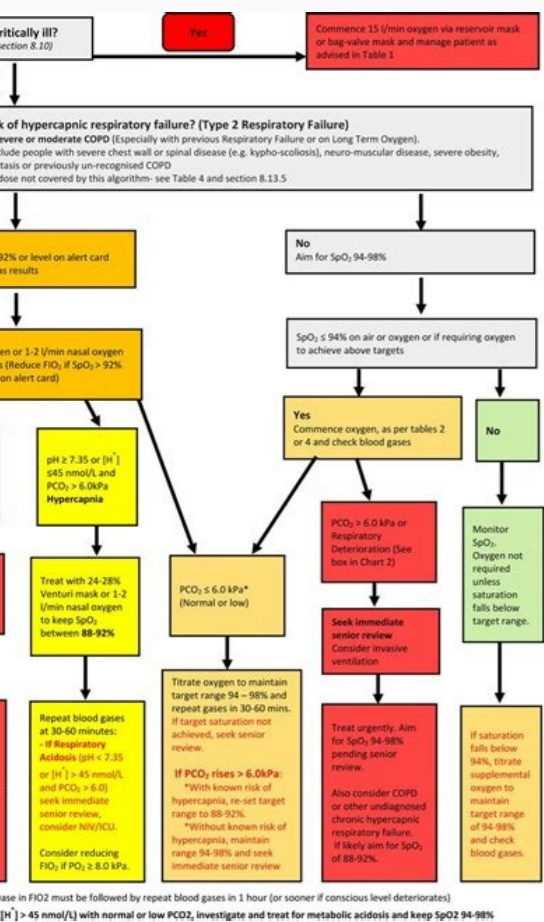 ritically ill?
section 8.10)
Yes
Commence 15 l/min oxygen via reservoir mask
or bag-valve mask and manage patient as
advised in Table 1
k of hypercapnic respiratory failure? (Type 2 Respiratory Failure)
evere or moderate COPD (Especially with previous Respiratory Failure or on Long Term Oxygen).
lude people with severe chest wall or spinal disease (e.g. kypho-scoliosis), neuro-muscular disease, severe obesity,
tasis or previously un-recognised COPD
dose not covered by this algorithm- see Table 4 and section 8.13.5
92% or level on alert card
as results
No
Aim for SpO₂ 94-98%
en or 1-2 l/min nasal oxygen
s (Reduce FIO₂ if SpO₂ > 92%
on alert card)
SpO₂ ≤ 94% on air or oxygen or if requiring oxygen
to achieve above targets
Yes
Commence oxygen, as per tables 2
or 4 and check blood gases
No
pH ≥ 7.35 or [H⁺]
≤45 nmol/L and
PCO₂ > 6.0kPa
Hypercapnia
PCO₂ > 6.0 kPa or
Respiratory
Deterioration (See
box in Chart 2)
Monitor
SpO₂.
Oxygen not
required
unless
saturation
falls below
target range.
Treat with 24-28%
Venturi mask or 1-2
l/min nasal oxygen
to keep SpO₂
between 88-92%
PCO₂ ≤ 6.0 kPa*
(Normal or low)
Seek immediate
senior review
Consider invasive
ventilation
Repeat blood gases
at 30-60 minutes:
- If Respiratory
Acidosis (pH < 7.35
or [H⁺] > 45 nmol/L
and PCO₂ > 6.0)
seek immediate
senior review,
consider NIV/ICU.
Consider reducing
FIO₂ if PO₂ ≥ 8.0 kPa.
Titrate oxygen to maintain
target range 94 – 98% and
repeat gases in 30-60 mins.
If target saturation not
achieved, seek senior
review.
If PCO₂ rises > 6.0kPa:
*With known risk of
hypercapnia, re-set target
range to 88-92%.
*Without known risk of
hypercapnia, maintain
94-98% and seek
immediate senior review
Treat urgently. Aim
for SpO₂ 94-98%
pending senior
review.
Also consider COPD
or other undiagnosed
chronic hypercapnic
respiratory failure.
If likely aim for SpO₂
of 88-92%.
If saturation
falls below
94%, titrate
supplemental
oxygen to
maintain
target range
of 94-98%
and check
blood gases.
ease in FIO2 must be followed by repeat blood gases in 1 hour (or sooner if conscious level deteriorates)
[H⁺] > 45 nmol/L) with normal or low PCO2, investigate and treat for metabolic acidosis and keep SpO2 94-98%